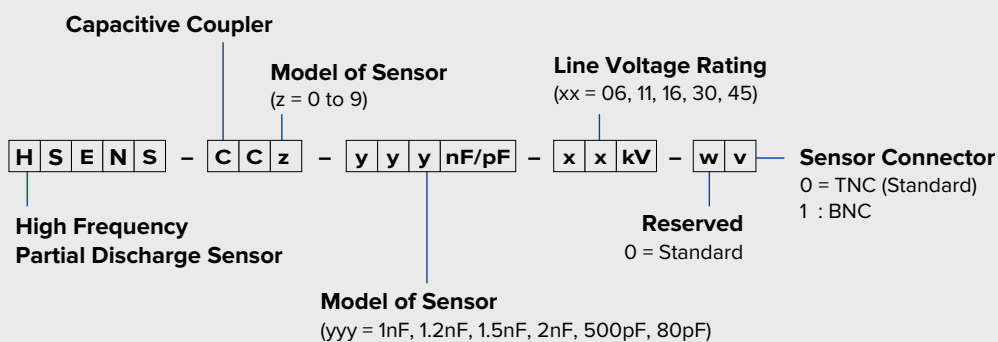 Capacitive Coupler
Model of Sensor
(z = 0 to 9)
Line Voltage Rating
(xx = 06, 11, 16, 30, 45)
H S E N S – C C z – y y y nF/pF – x x kV – w v
Sensor Connector
0 = TNC (Standard)
1 : BNC
High Frequency
Partial Discharge Sensor
Reserved
0 = Standard
Model of Sensor
(yyy = 1nF, 1.2nF, 1.5nF, 2nF, 500pF, 80pF)